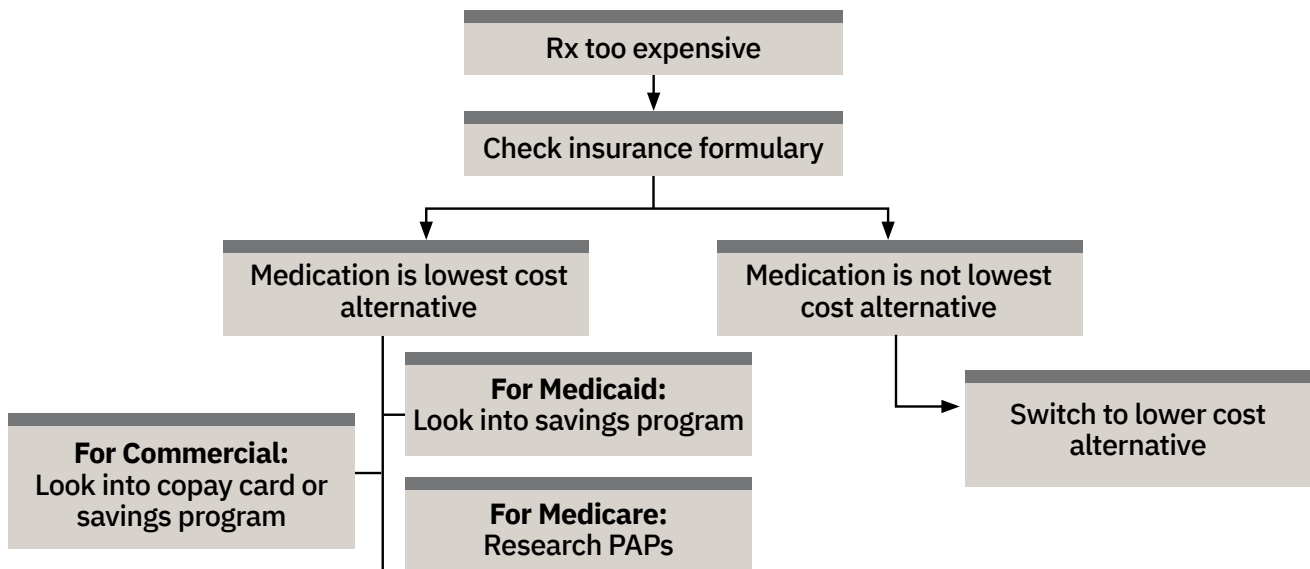 Rx too expensive
Check insurance formulary
Medication is lowest cost
alternative
Medication is not lowest
cost alternative
For Medicaid:
Look into savings program
Switch to lower cost
alternative
For Commercial:
Look into copay card or
savings program
For Medicare:
Research PAPs